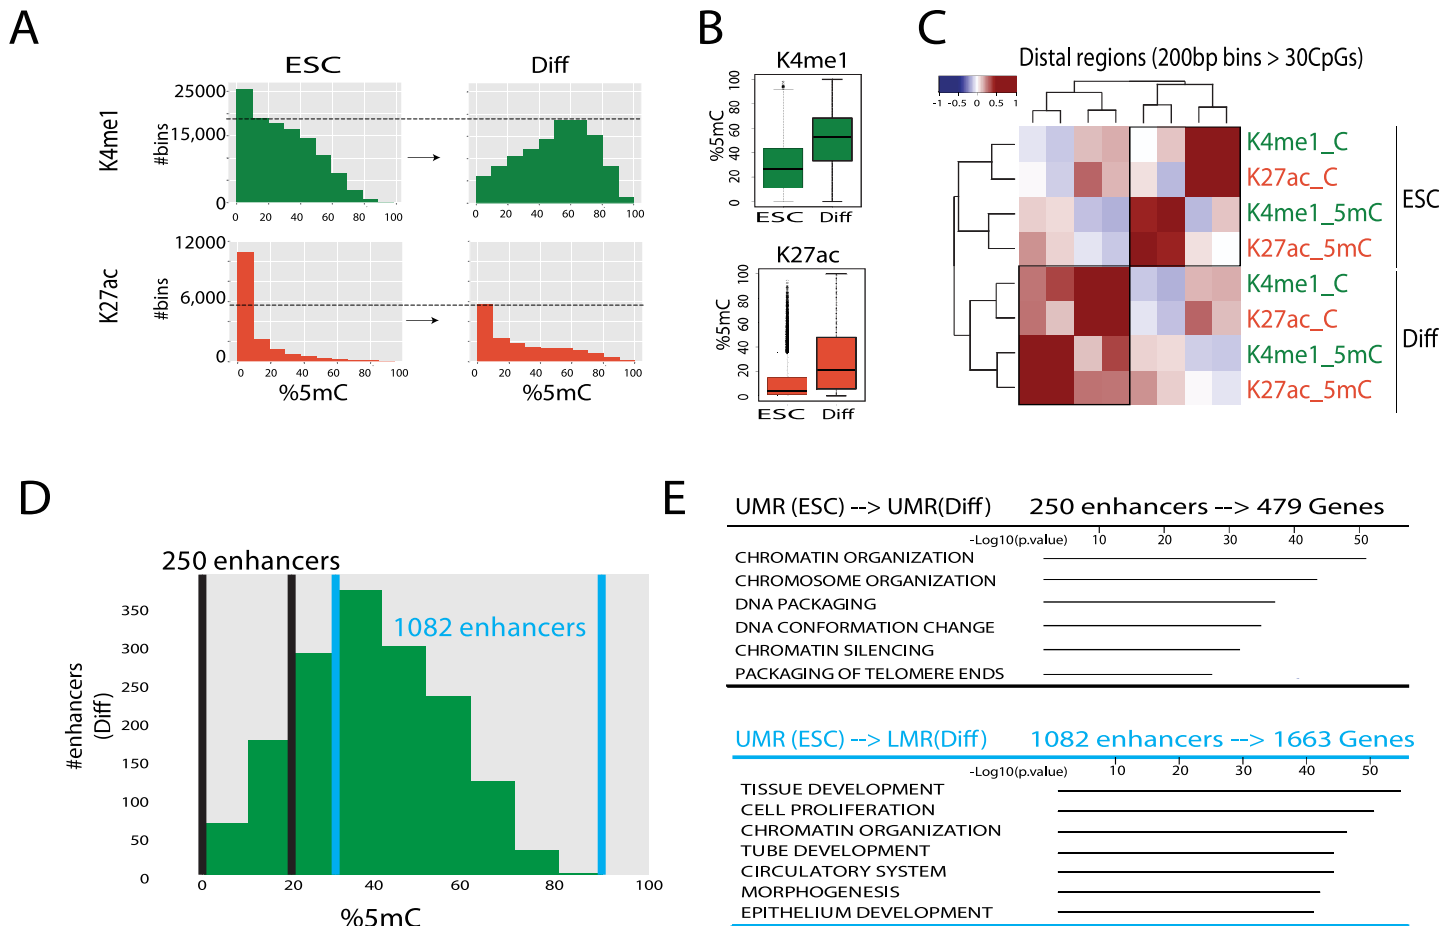 A
ESC
Diff
K4me1
#bins
25000
15,000
0
0 20 40 60 80 100
0 20 40 60 80 100
K27ac
#bins
12000
6,000
0
0 20 40 60 80 100
0 20 40 60 80 100
%5mC
%5mC
B
K4me1
%5mC
0 20 40 60 80 100
ESC Diff
K27ac
%5mC
0 20 40 60 80 100
ESC Diff
C
Distal regions (200bp bins > 30CpGs)
-1 -0.5 0 0.5 1
K4me1_C
K27ac_C
K4me1_5mC
K27ac_5mC
ESC
K4me1_C
K27ac_C
K4me1_5mC
K27ac_5mC
Diff
D
250 enhancers
1082 enhancers
#enhancers
(Diff)
350
300
250
200
150
100
50
0
0 20 40 60 80 100
%5mC
E
UMR (ESC) --> UMR(Diff) 250 enhancers --> 479 Genes
-Log10(p.value) 10 20 30 40 50
CHROMATIN ORGANIZATION
CHROMOSOME ORGANIZATION
DNA PACKAGING
DNA CONFORMATION CHANGE
CHROMATIN SILENCING
PACKAGING OF TELOMERE ENDS
UMR (ESC) --> LMR(Diff) 1082 enhancers --> 1663 Genes
-Log10(p.value) 10 20 30 40 50
TISSUE DEVELOPMENT
CELL PROLIFERATION
CHROMATIN ORGANIZATION
TUBE DEVELOPMENT
CIRCULATORY SYSTEM
MORPHOGENESIS
EPITHELIUM DEVELOPMENT